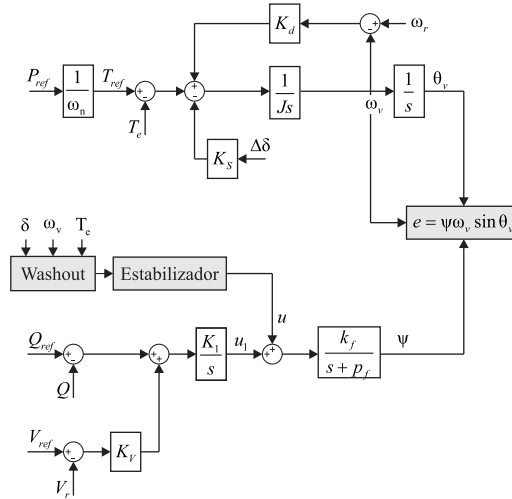 K_d
ω_r
P_ref
1/ω_n
T_ref
T_e
1/Js
ω_v
1/s
θ_v
K_S
Δδ
e = ψω_v sin θ_v
δ ω_v T_e
Washout
Estabilizador
u
Q_ref
Q
K_1/s
u_1
k_f/(s + p_f)
ψ
V_ref
V_r
K_V